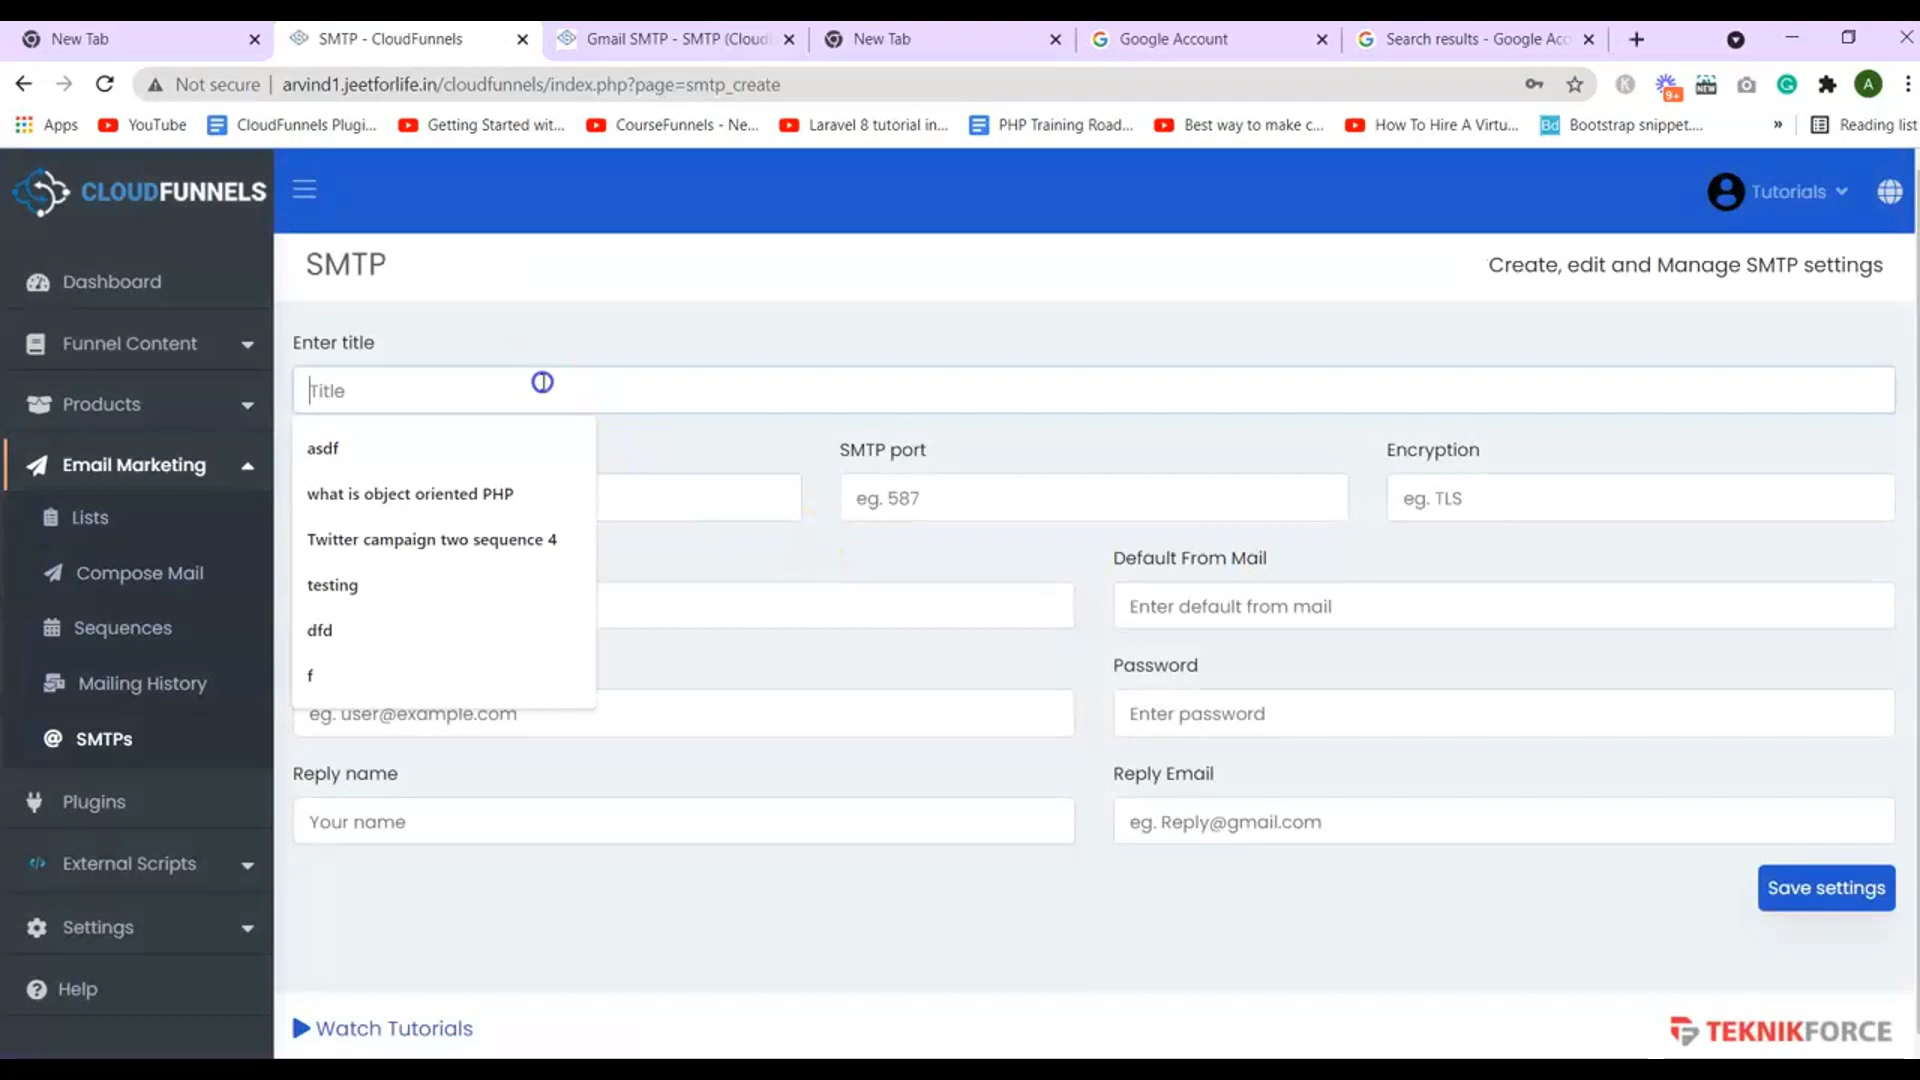 New Tab
SMTP - CloudFunnels
Gmail SMTP - SMTP (Cloud
New Tab
Google Account
Search results - Google Acc
Not secure
arvind1.jeetforlife.in/cloudfunnels/index.php?page=smtp_create
K
9+
NEW
A
Apps
YouTube
CloudFunnels Plugi...
Getting Started wit...
CourseFunnels - Ne...
Laravel 8 tutorial in...
PHP Training Road...
Best way to make c...
How To Hire A Virtu...
Bd
Bootstrap snippet....
»
Reading list
CLOUDFUNNELS
Tutorials
SMTP
Create, edit and Manage SMTP settings
Dashboard
Funnel Content
Products
Email Marketing
Lists
Compose Mail
Sequences
Mailing History
SMTPs
Plugins
External Scripts
Settings
Help
Enter title
Title
asdf
what is object oriented PHP
Twitter campaign two sequence 4
testing
dfd
f
SMTP port
eg. 587
Encryption
eg. TLS
Default From Mail
Enter default from mail
eg. user@example.com
Password
Enter password
Reply name
Your name
Reply Email
eg. Reply@gmail.com
Save settings
Watch Tutorials
TEKNIKFORCE